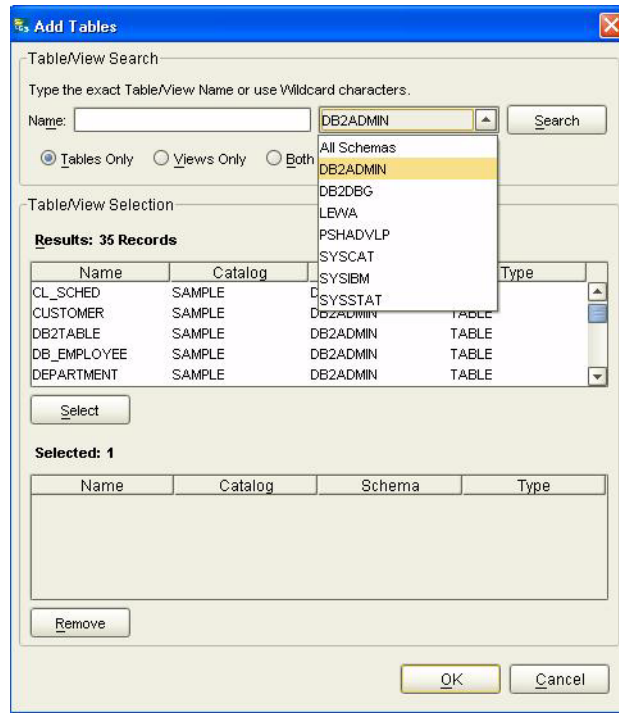 Add Tables
Table/View Search
Type the exact Table/View Name or use Wildcard characters.
Name: DB2ADMIN Search
Tables Only Views Only Both
All Schemas
DB2ADMIN
DB2DBG
LEWA
PSHADVLP
SYSCAT
SYSIBM
SYSSTAT
Table/View Selection
Results: 35 Records
Name Catalog Type
CL_SCHED SAMPLE
CUSTOMER SAMPLE DB2ADMIN TABLE
DB2TABLE SAMPLE DB2ADMIN TABLE
DB_EMPLOYEE SAMPLE DB2ADMIN TABLE
DEPARTMENT SAMPLE DB2ADMIN TABLE
Select
Selected: 1
Name Catalog Schema Type
Remove
OK Cancel